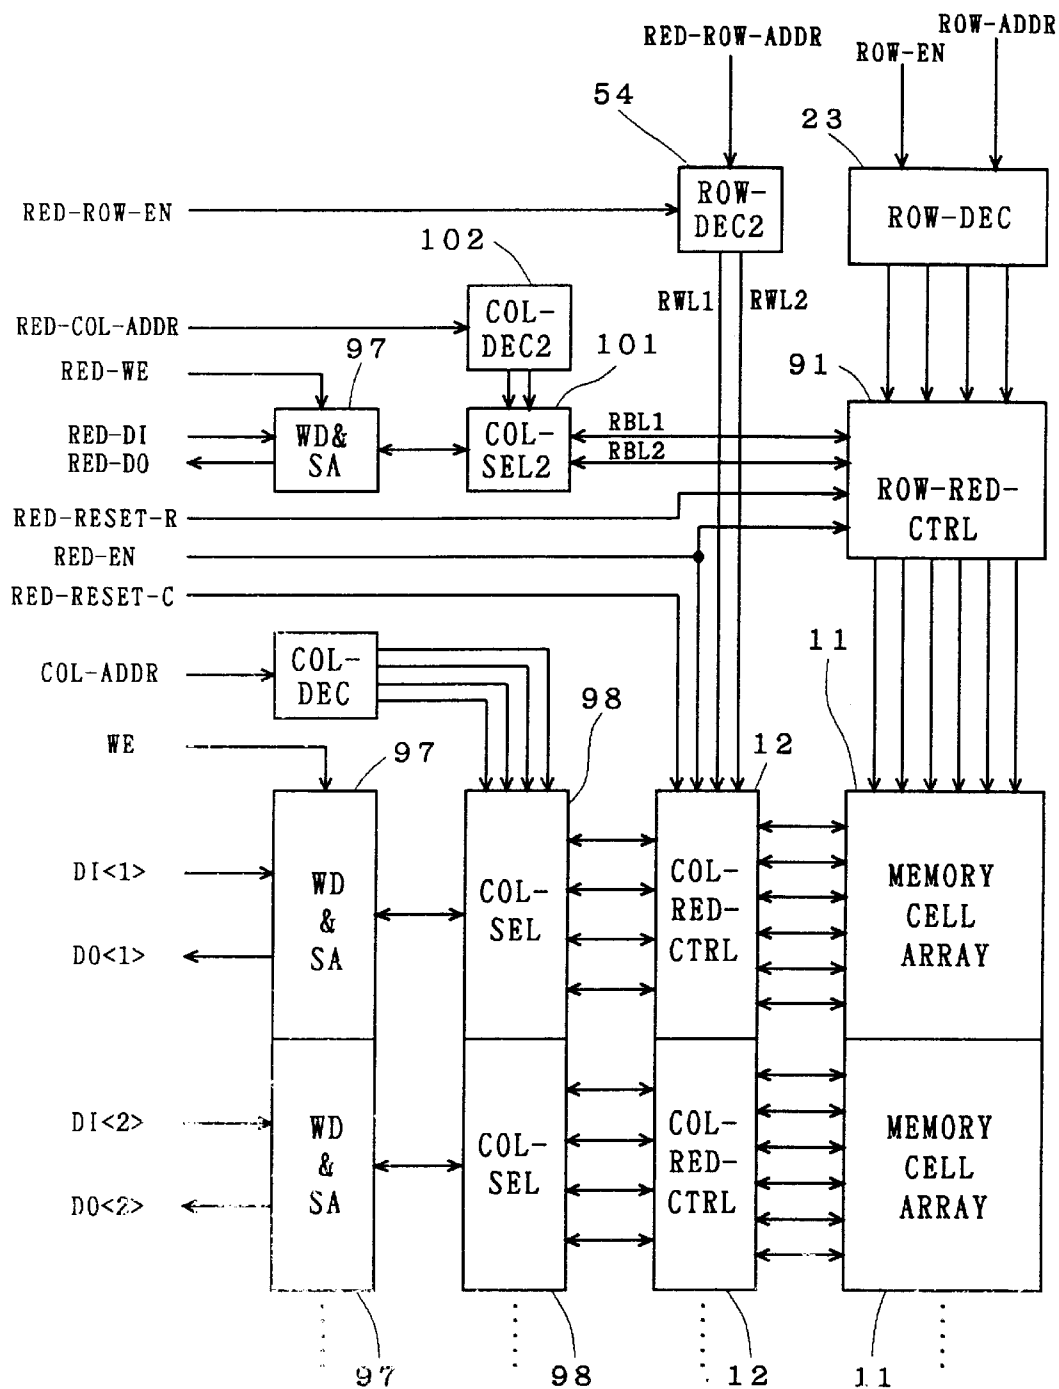 ROW-ADDR
RED-ROW-ADDR
ROW-EN
54
23
ROW-
DEC2
ROW-DEC
RED-ROW-EN
102
RWL1
RWL2
COL-
DEC2
RED-COL-ADDR
97
101
91
RED-WE
RED-DI
RED-DO
WD&
SA
COL-
SEL2
RBL1
RBL2
ROW-RED-
CTRL
RED-RESET-R
RED-EN
RED-RESET-C
COL-ADDR
COL-
DEC
11
98
WE
97
12
DI<1>
DO<1>
WD
&
SA
COL-
SEL
COL-
RED-
CTRL
MEMORY
CELL
ARRAY
DI<2>
DO<2>
WD
&
SA
COL-
SEL
COL-
RED-
CTRL
MEMORY
CELL
ARRAY
97
98
12
11